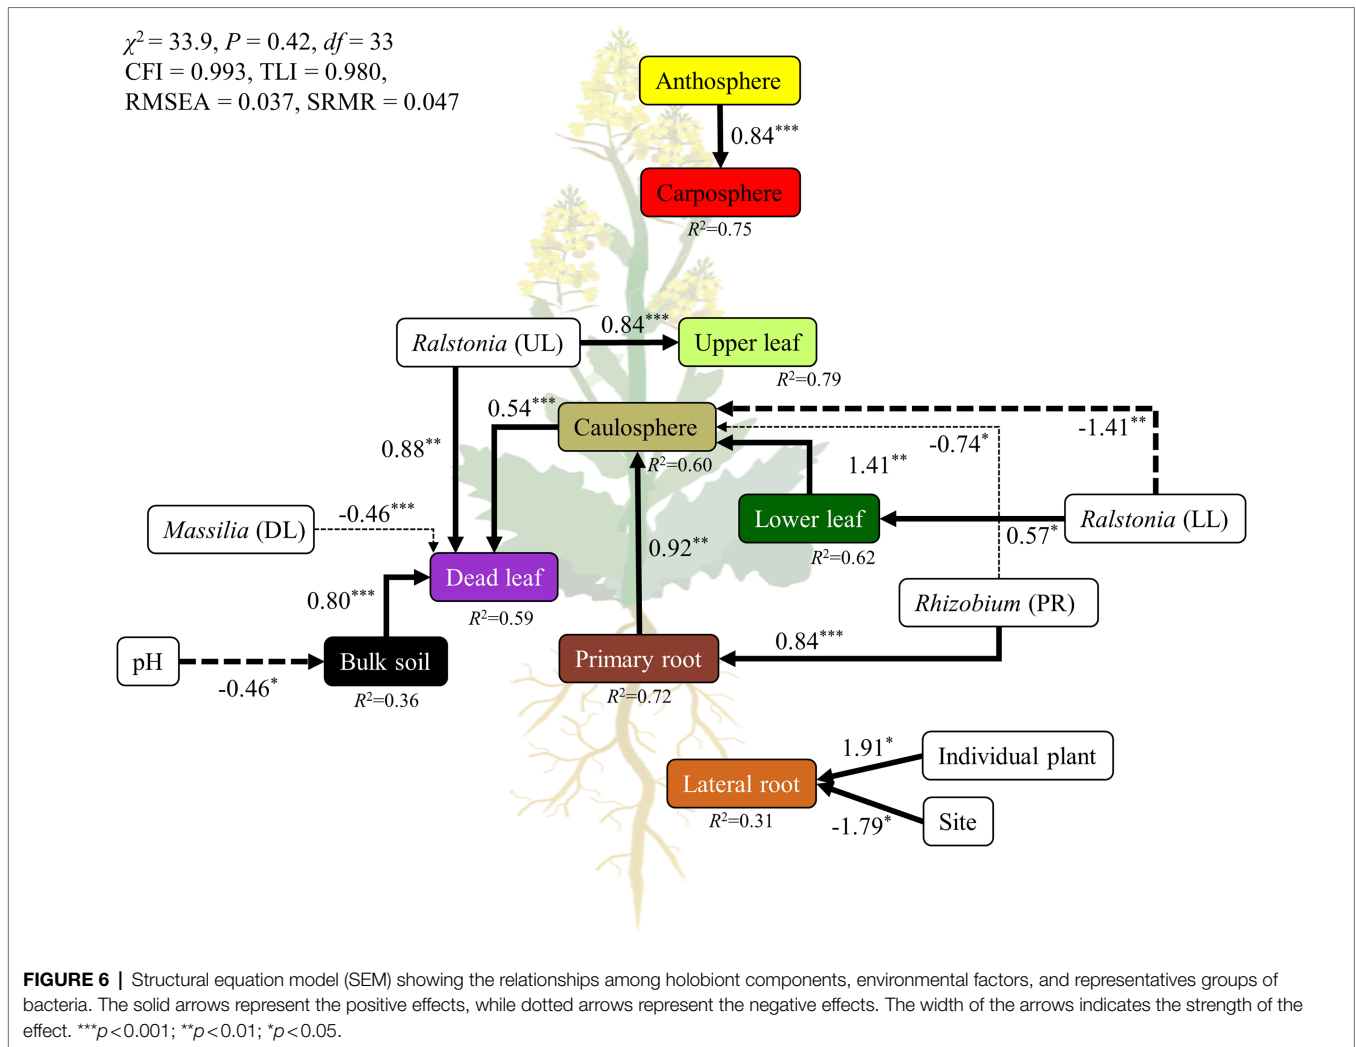 χ² = 33.9, P = 0.42, df = 33
CFI = 0.993, TLI = 0.980,
RMSEA = 0.037, SRMR = 0.047
Anthosphere
0.84***
Carposphere
R²=0.75
Ralstonia (UL)
0.84***
Upper leaf
R²=0.79
0.54***
Caulosphere
R²=0.60
-1.41**
-0.74*
0.88**
1.41**
Massilia (DL)
-0.46***
Lower leaf
R²=0.62
0.57*
Ralstonia (LL)
0.92**
Dead leaf
R²=0.59
0.80***
Rhizobium (PR)
pH
-0.46*
Bulk soil
R²=0.36
Primary root
R²=0.72
0.84***
1.91*
Individual plant
Lateral root
R²=0.31
-1.79*
Site
FIGURE 6 | Structural equation model (SEM) showing the relationships among holobiont components, environmental factors, and representatives groups of
bacteria. The solid arrows represent the positive effects, while dotted arrows represent the negative effects. The width of the arrows indicates the strength of the
effect. ***p<0.001; **p<0.01; *p<0.05.